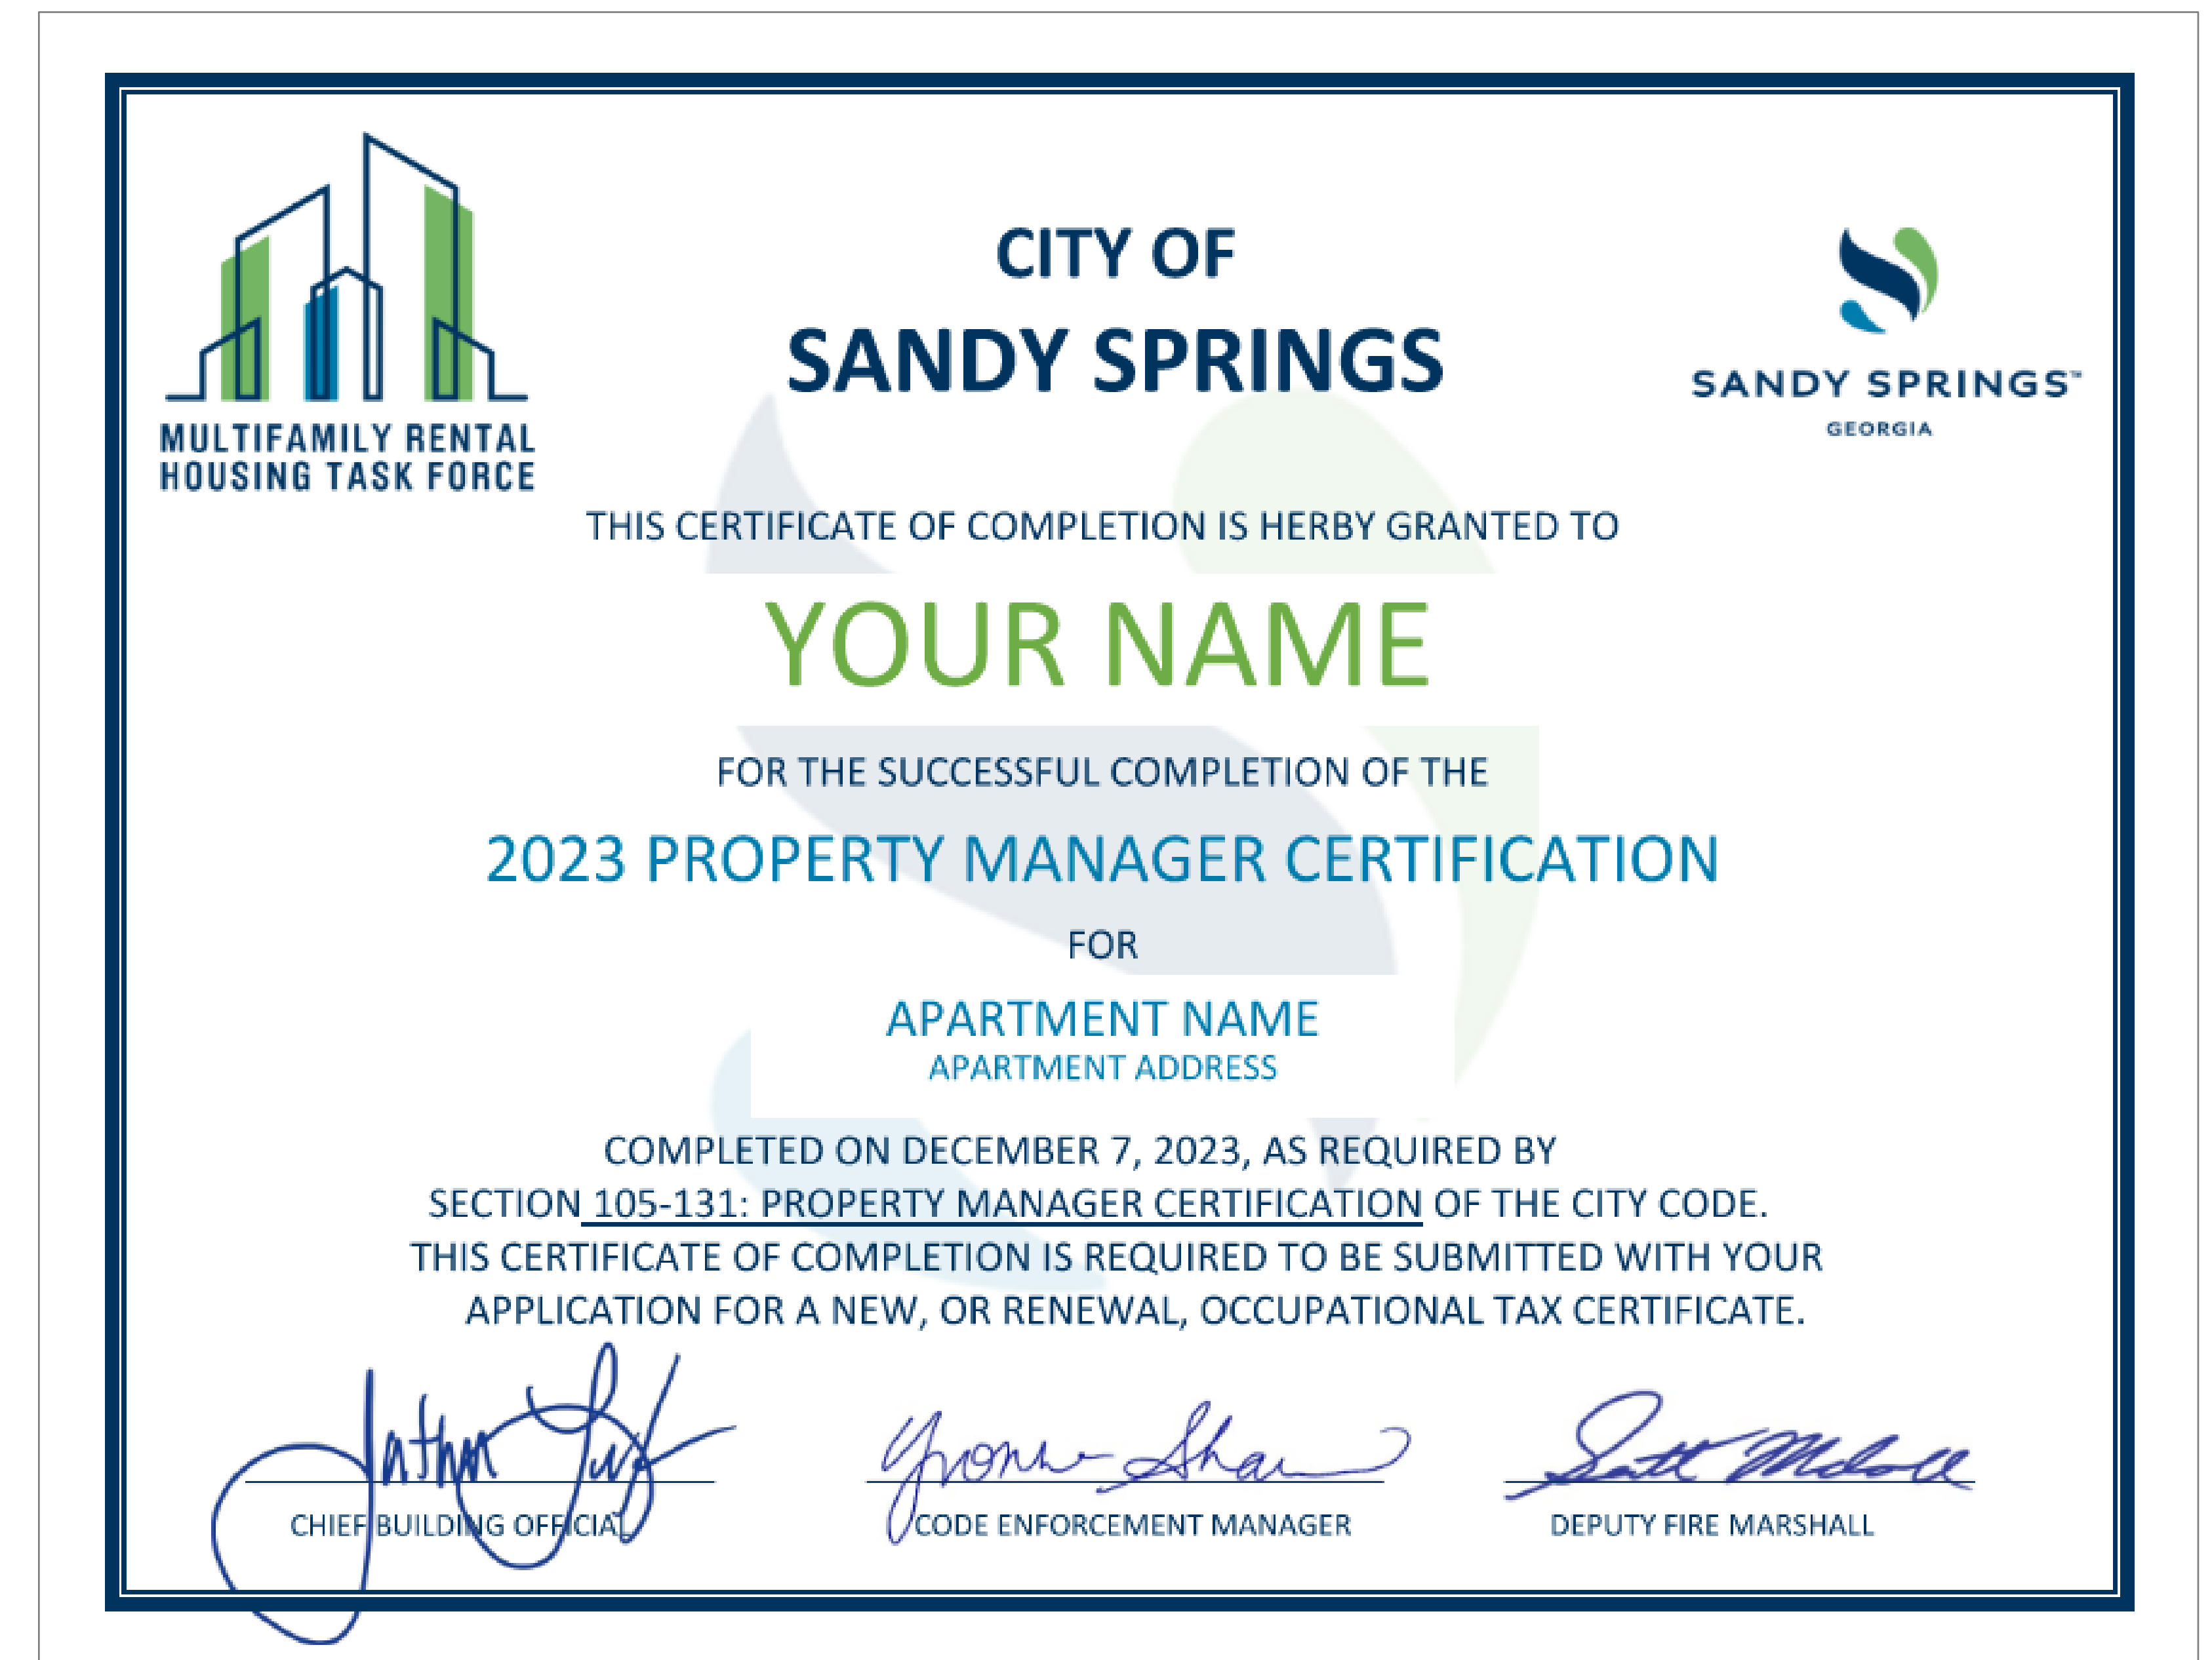 MULTIFAMILY RENTAL
HOUSING TASK FORCE
CITY OF
SANDY SPRINGS
SANDY SPRINGS™
GEORGIA
THIS CERTIFICATE OF COMPLETION IS HERBY GRANTED TO
YOUR NAME
FOR THE SUCCESSFUL COMPLETION OF THE
2023 PROPERTY MANAGER CERTIFICATION
FOR
APARTMENT NAME
APARTMENT ADDRESS
COMPLETED ON DECEMBER 7, 2023, AS REQUIRED BY
SECTION 105-131: PROPERTY MANAGER CERTIFICATION OF THE CITY CODE.
THIS CERTIFICATE OF COMPLETION IS REQUIRED TO BE SUBMITTED WITH YOUR
APPLICATION FOR A NEW, OR RENEWAL, OCCUPATIONAL TAX CERTIFICATE.
Yvonne
CHIEF BUILDING OFFICIAL
CODE ENFORCEMENT MANAGER
DEPUTY FIRE MARSHALL